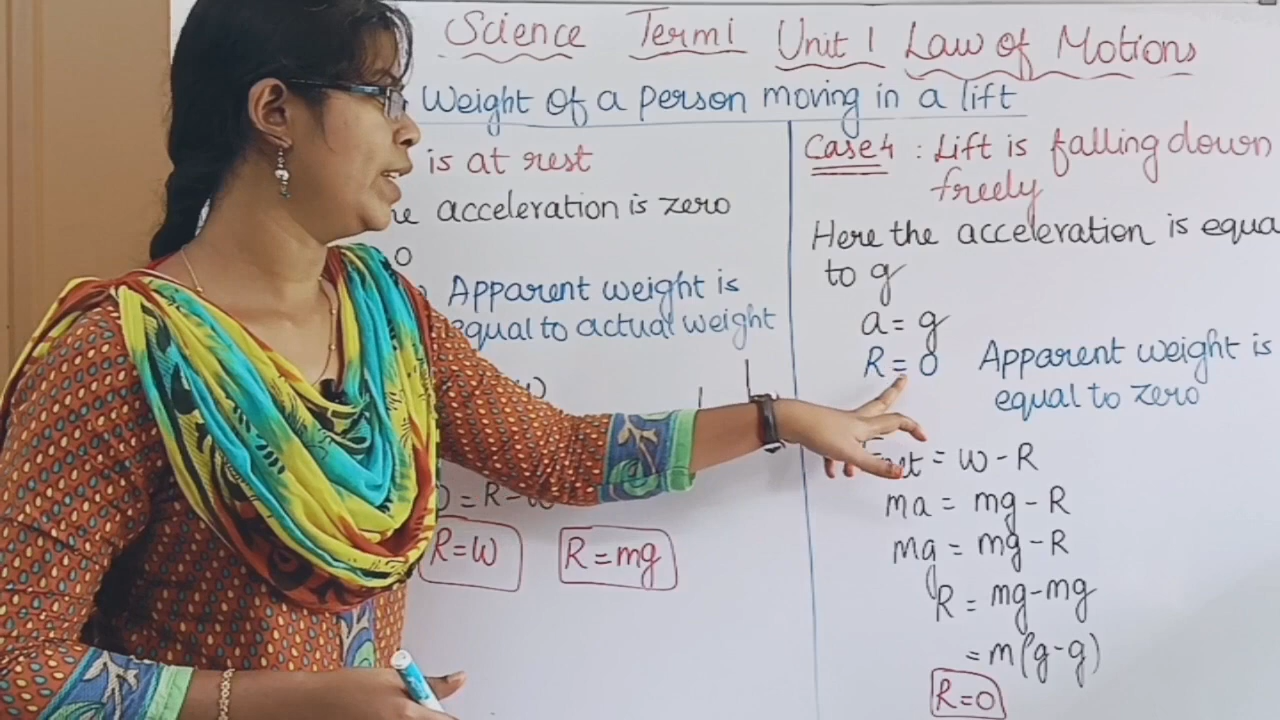 Science Term 1 Unit 1 Law of Motions
Weight of a person moving in a lift
is at rest
acceleration is zero
0
Apparent weight is
equal to actual weight
= R - W
R = W
R = mg
Case 4 : Lift is falling down
freely
Here the acceleration is equa
to g
a = g
R = 0
Apparent weight is
equal to zero
= W - R
ma = mg - R
mg = mg - R
R = mg - mg
= m(g - g)
R = 0